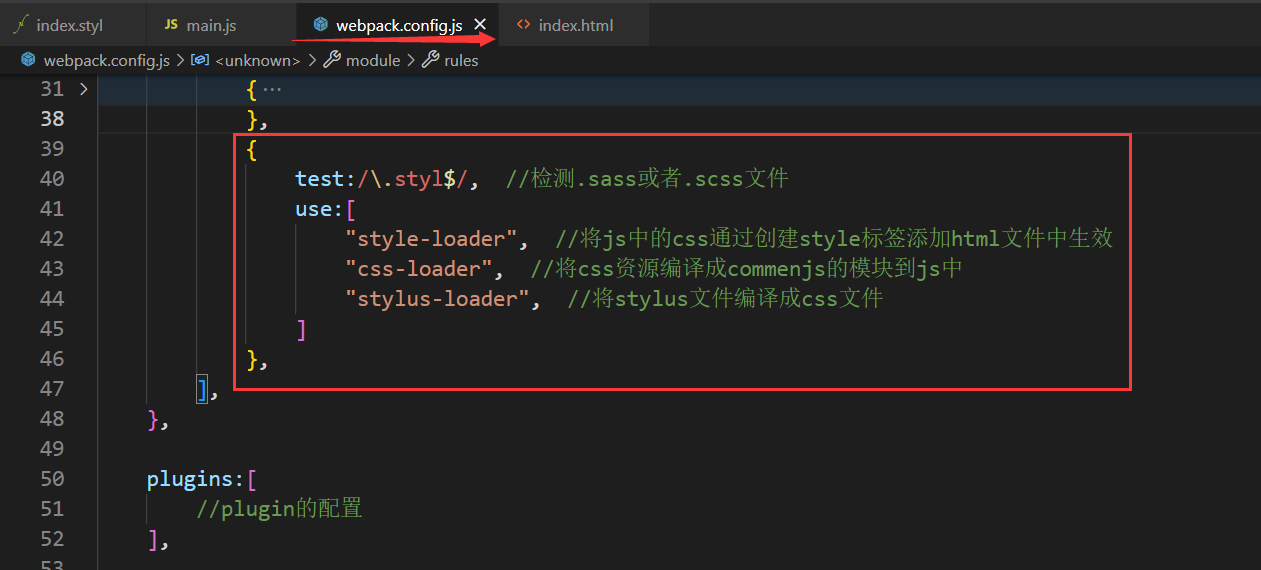 index.styl JS main.js webpack.config.js index.html
webpack.config.js > <unknown> > module > rules
31 > {···
38 },
39 {
40 test:/\.styl$/, //检测.sass或者.scss文件
41 use:[
42 "style-loader", //将js中的css通过创建style标签添加html文件中生效
43 "css-loader", //将css资源编译成commenjs的模块到js中
44 "stylus-loader", //将stylus文件编译成css文件
45 ]
46 },
47 ],
48 },
49
50 plugins:[
51 //plugin的配置
52 ],
53